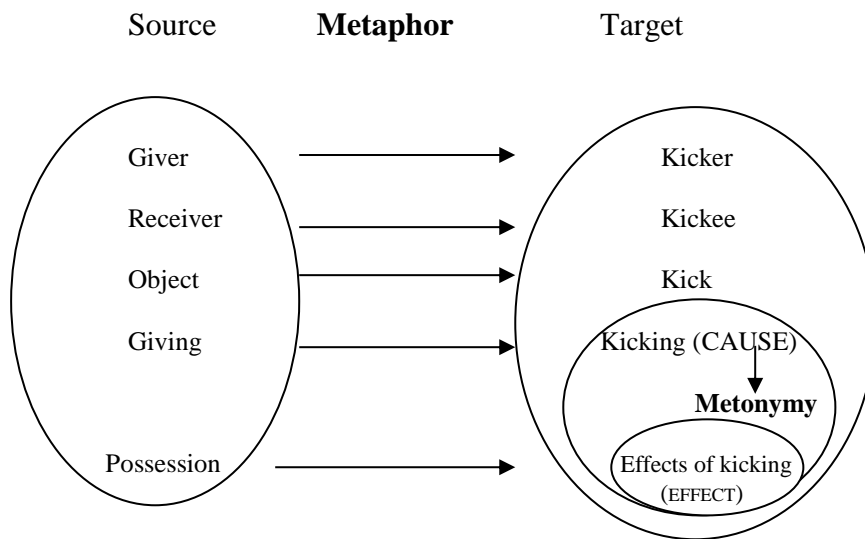 Source Metaphor Target
Giver Kicker
Receiver Kickee
Object Kick
Giving Kicking (CAUSE)
Metonymy
Possession Effects of kicking
(EFFECT)